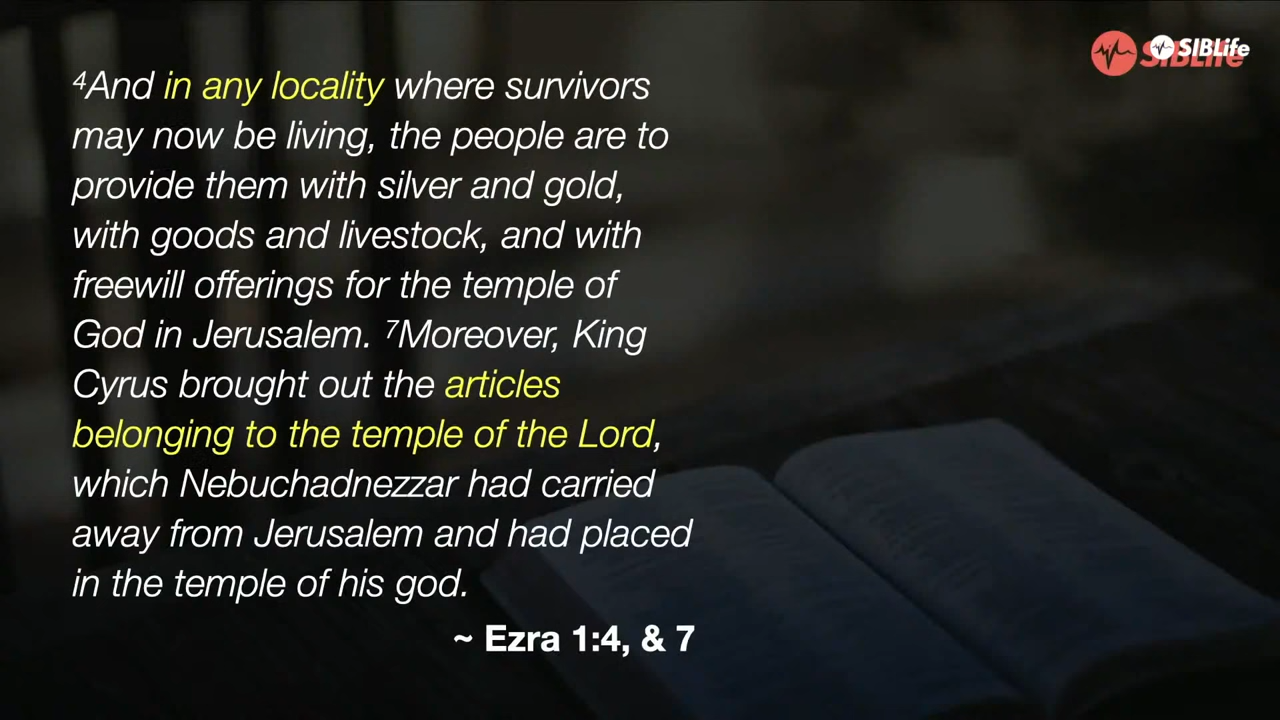 ⁴And in any locality where survivors
may now be living, the people are to
provide them with silver and gold,
with goods and livestock, and with
freewill offerings for the temple of
God in Jerusalem. ⁷Moreover, King
Cyrus brought out the articles
belonging to the temple of the Lord,
which Nebuchadnezzar had carried
away from Jerusalem and had placed
in the temple of his god.
~ Ezra 1:4, & 7
SIBLife
SIBLife